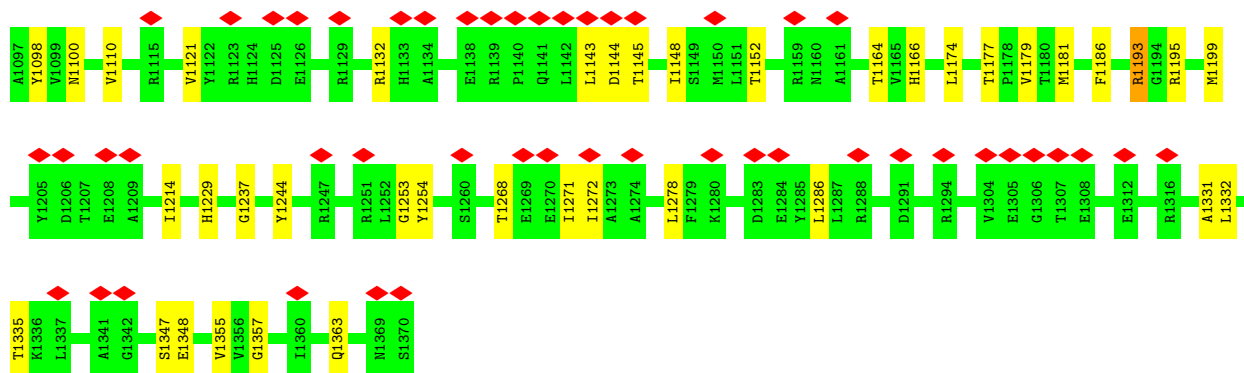 A1097 Y1098 V1099 N1100 V1110 R1115 V1121 Y1122 R1123 H1124 D1125 E1126 R1129 R1132 H1133 A1134 E1138 R1139 P1140 Q1141 L1142 L1143 D1144 T1145 I1148 S1149 M1150 L1151 T1152 R1159 N1160 A1161 T1164 V1165 H1166 L1174 T1177 P1178 V1179 T1180 M1181 F1186 R1193 G1194 R1195 M1199
Y1205 D1206 T1207 E1208 A1209 I1214 H1229 G1237 Y1244 R1247 R1251 L1252 G1253 Y1254 S1260 T1268 E1269 E1270 I1271 I1272 A1273 A1274 L1278 F1279 K1280 D1283 E1284 Y1285 L1286 L1287 R1288 D1291 R1294 V1304 E1305 G1306 T1307 E1308 E1312 R1316 A1331 L1332
T1335 K1336 L1337 A1341 G1342 S1347 E1348 V1355 V1356 G1357 I1360 Q1363 N1369 S1370